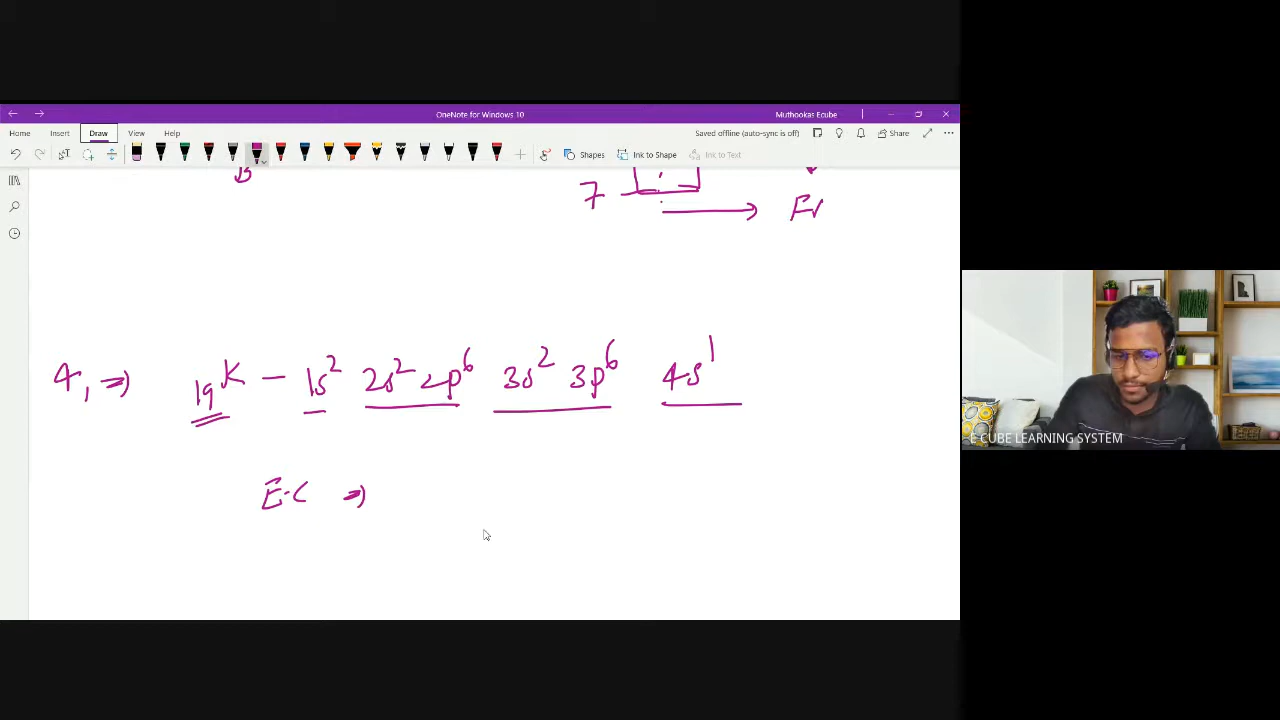 OneNote for Windows 10
Muthookas Ecube
Home Insert Draw View Help
Saved offline (auto-sync is off)
Share
Shapes
Ink to Shape
Ink to Text
B
7
Fr
4, ⇒ 19K - 1s² 2s² 2p⁶ 3s² 3p⁶ 4s¹
E.C ⇒
E CUBE LEARNING SYSTEM